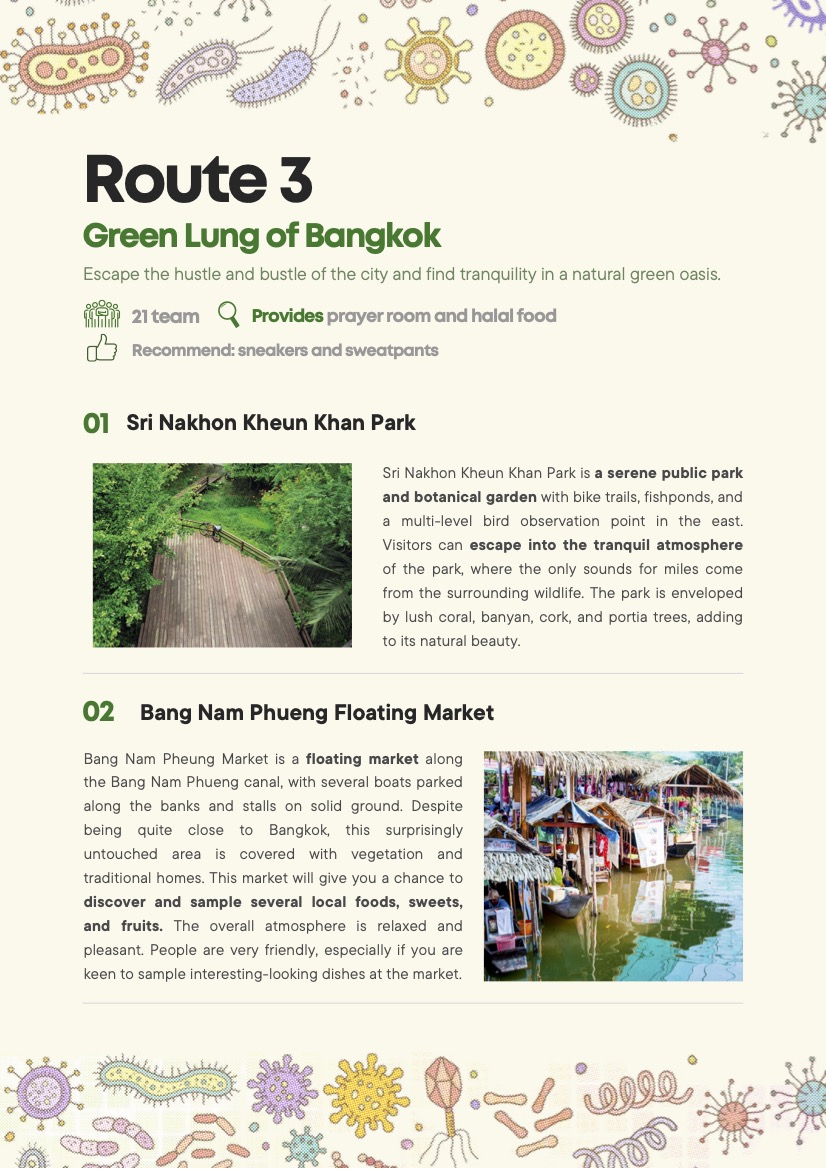 Route 3
Green Lung of Bangkok
Escape the hustle and bustle of the city and find tranquility in a natural green oasis.
21 team Provides prayer room and halal food
Recommend: sneakers and sweatpants
01 Sri Nakhon Kheun Khan Park
Sri Nakhon Kheun Khan Park is a serene public park
and botanical garden with bike trails, fishponds, and
a multi-level bird observation point in the east.
Visitors can escape into the tranquil atmosphere
of the park, where the only sounds for miles come
from the surrounding wildlife. The park is enveloped
by lush coral, banyan, cork, and portia trees, adding
to its natural beauty.
02 Bang Nam Phueng Floating Market
Bang Nam Pheung Market is a floating market along
the Bang Nam Phueng canal, with several boats parked
along the banks and stalls on solid ground. Despite
being quite close to Bangkok, this surprisingly
untouched area is covered with vegetation and
traditional homes. This market will give you a chance to
discover and sample several local foods, sweets,
and fruits. The overall atmosphere is relaxed and
pleasant. People are very friendly, especially if you are
keen to sample interesting-looking dishes at the market.